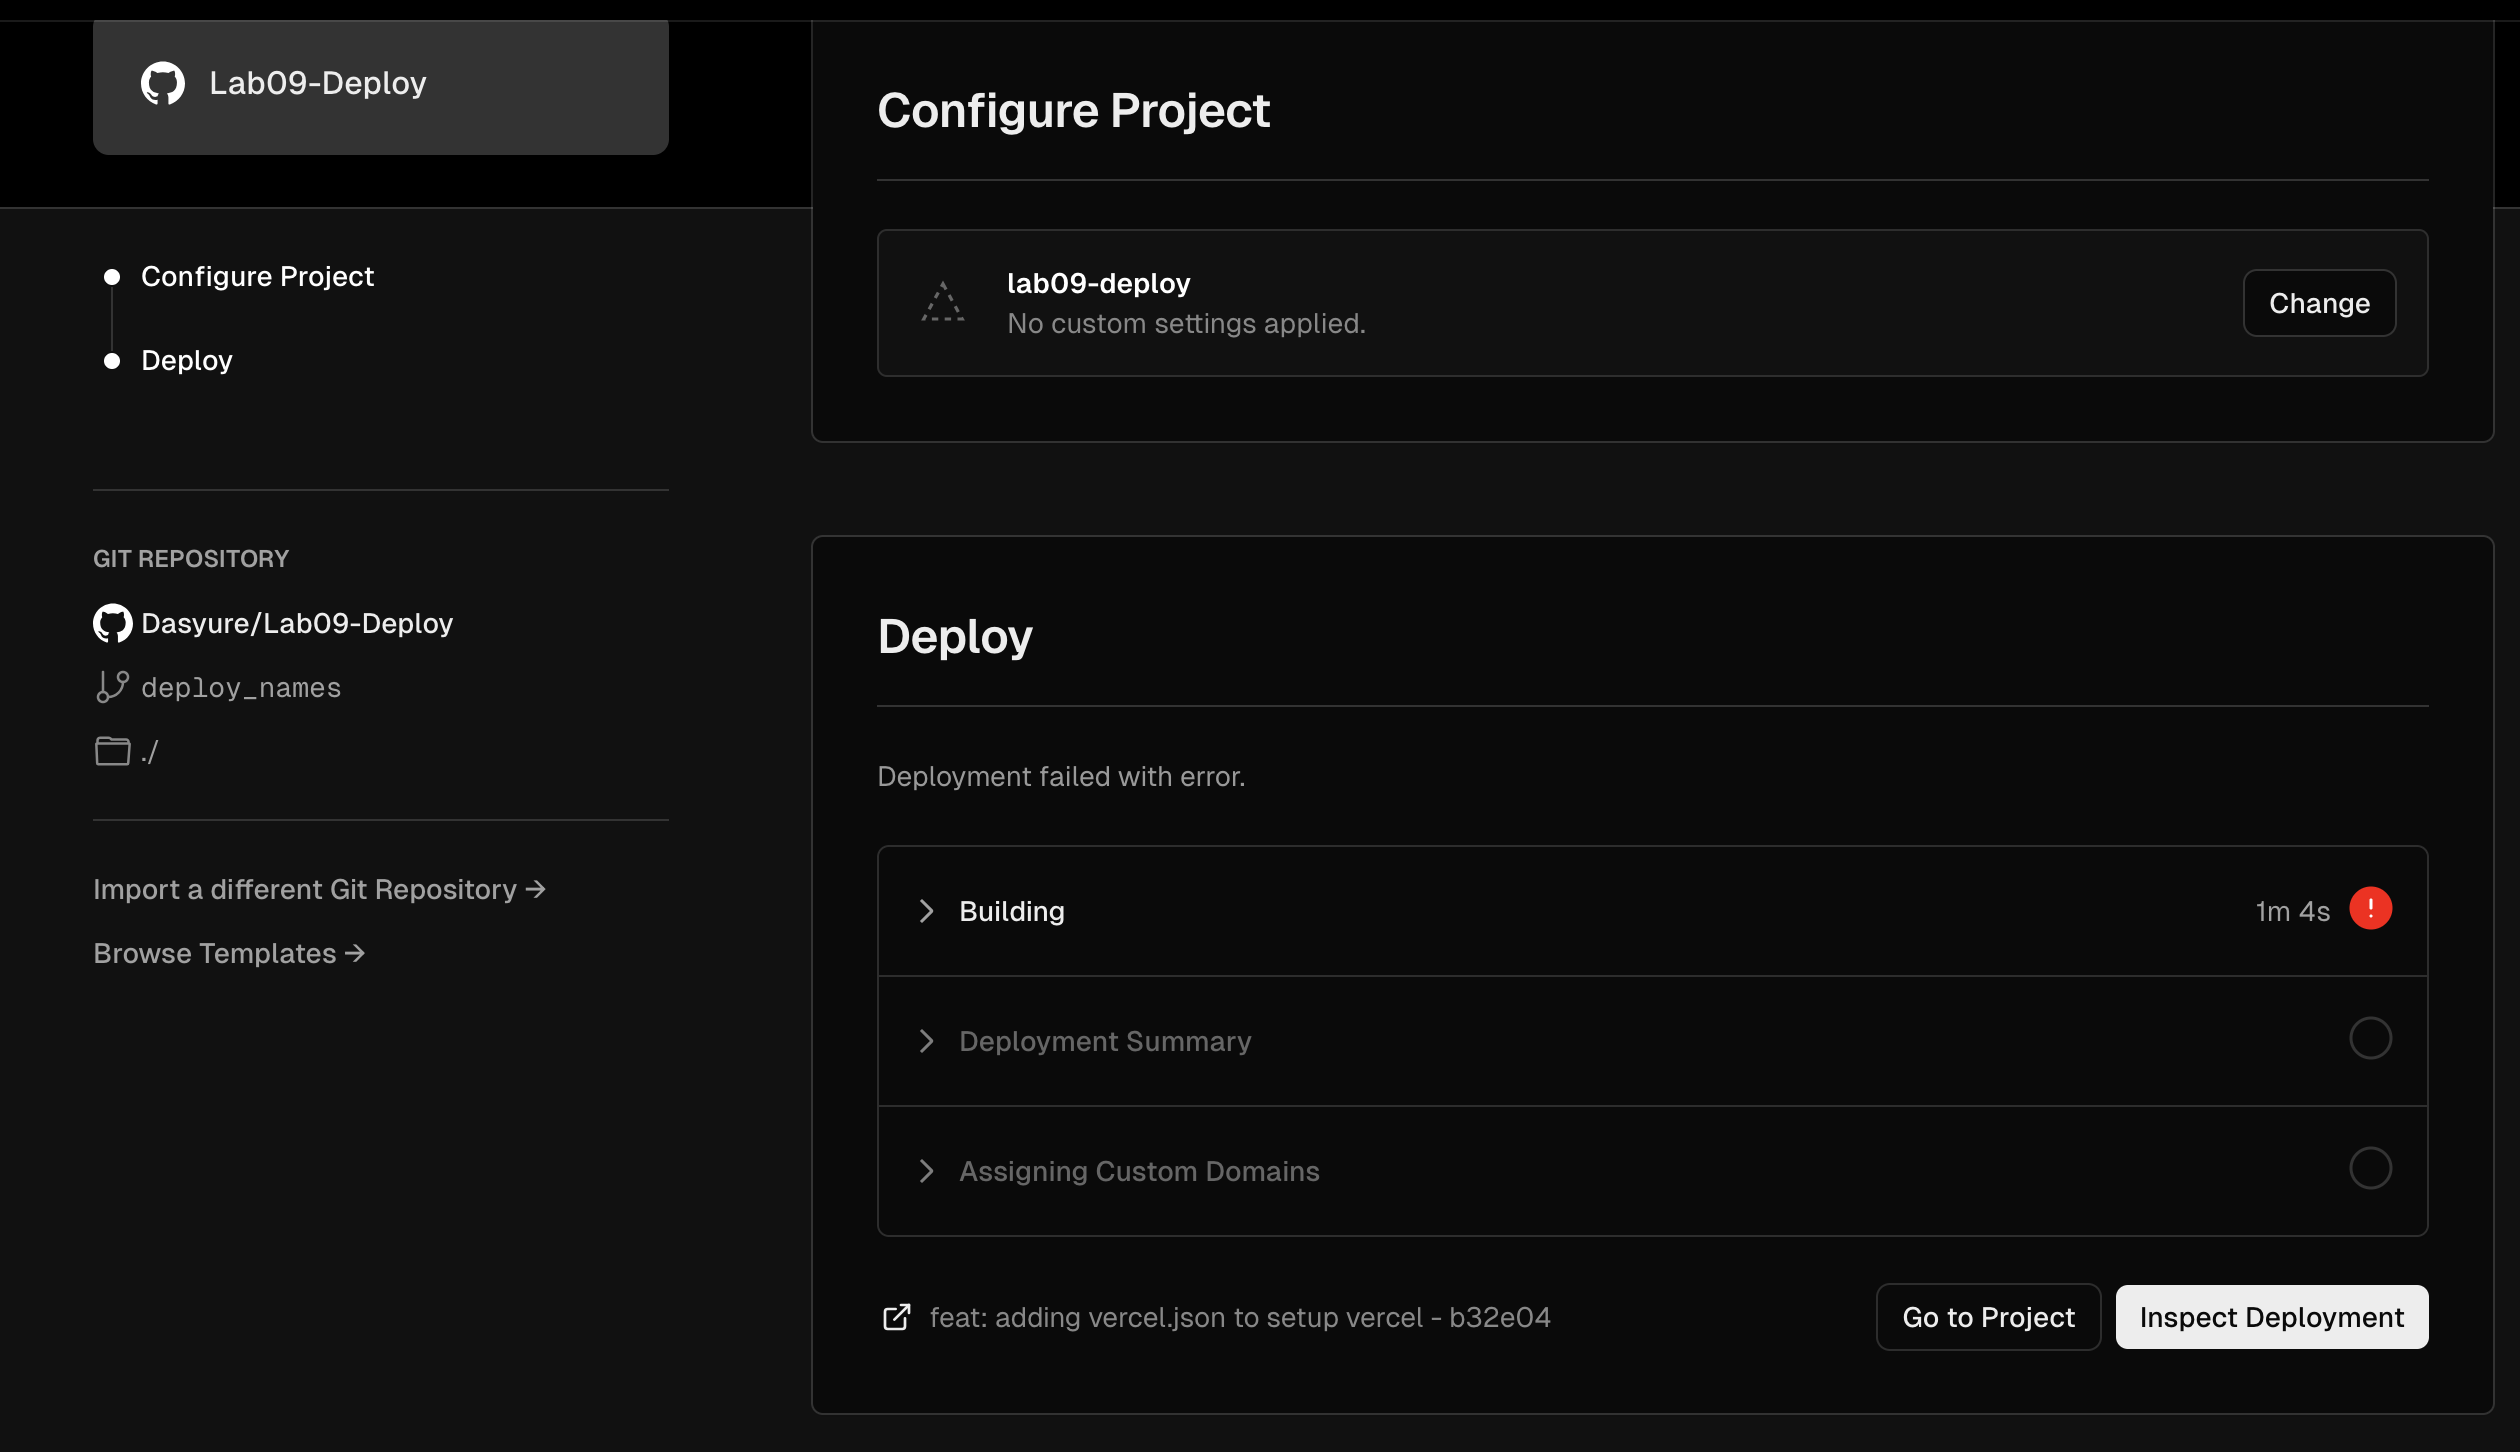 Lab09-Deploy
Configure Project
Deploy
GIT REPOSITORY
Dasyure/Lab09-Deploy
deploy_names
./
Import a different Git Repository →
Browse Templates →
Configure Project
lab09-deploy
No custom settings applied.
Change
Deploy
Deployment failed with error.
Building
1m 4s
Deployment Summary
Assigning Custom Domains
feat: adding vercel.json to setup vercel - b32e04
Go to Project
Inspect Deployment